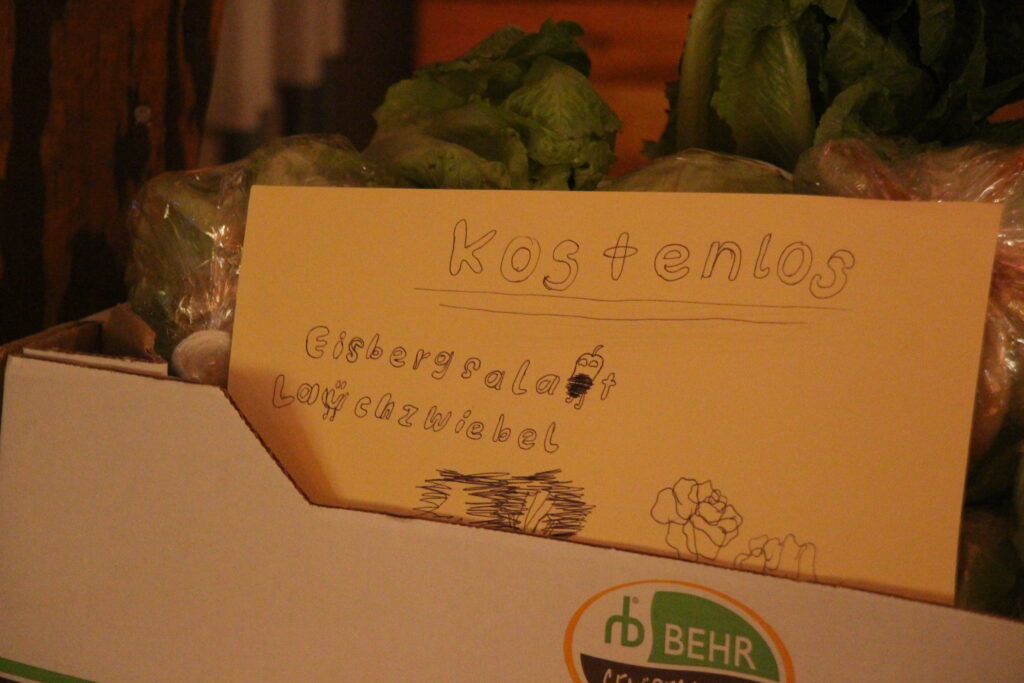 Kostenlos
Eisbergsalat
Lauchzwiebel
BEHR